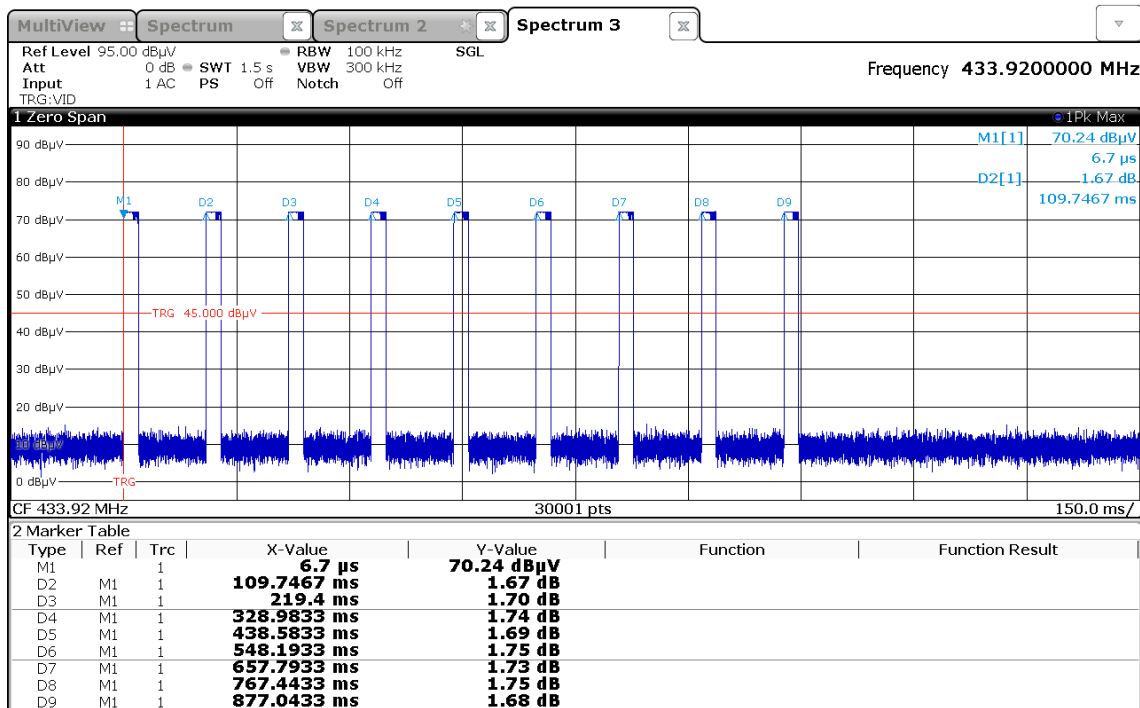 MultiView Spectrum Spectrum 2 Spectrum 3
Ref Level 95.00 dBµV RBW 100 kHz SGL
Att 0 dB SWT 1.5 s VBW 300 kHz
Frequency 433.9200000 MHz
Input 1 AC PS Off Notch Off
TRG:VID
1 Zero Span 1Pk Max
M1[1] 70.24 dBµV
90 dBµV
6.7 µs
D2[1] 1.67 dB
80 dBµV
109.7467 ms
M1 D2 D3 D4 D5 D6 D7 D8 D9
70 dBµV
60 dBµV
50 dBµV
TRG 45.000 dBµV
40 dBµV
30 dBµV
20 dBµV
10 dBµV
0 dBµV
TRG
CF 433.92 MHz 30001 pts 150.0 ms/
2 Marker Table
Type Ref Trc X-Value Y-Value Function Function Result
M1 1 6.7 µs 70.24 dBµV
D2 M1 1 109.7467 ms 1.67 dB
D3 M1 1 219.4 ms 1.70 dB
D4 M1 1 328.9833 ms 1.74 dB
D5 M1 1 438.5833 ms 1.69 dB
D6 M1 1 548.1933 ms 1.75 dB
D7 M1 1 657.7933 ms 1.73 dB
D8 M1 1 767.4433 ms 1.75 dB
D9 M1 1 877.0433 ms 1.68 dB